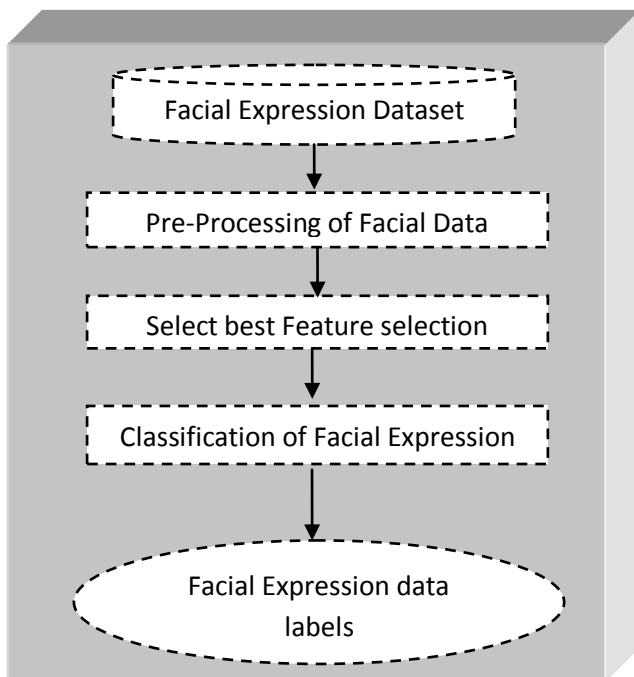 Facial Expression Dataset
Pre-Processing of Facial Data
Select best Feature selection
Classification of Facial Expression
Facial Expression data
labels